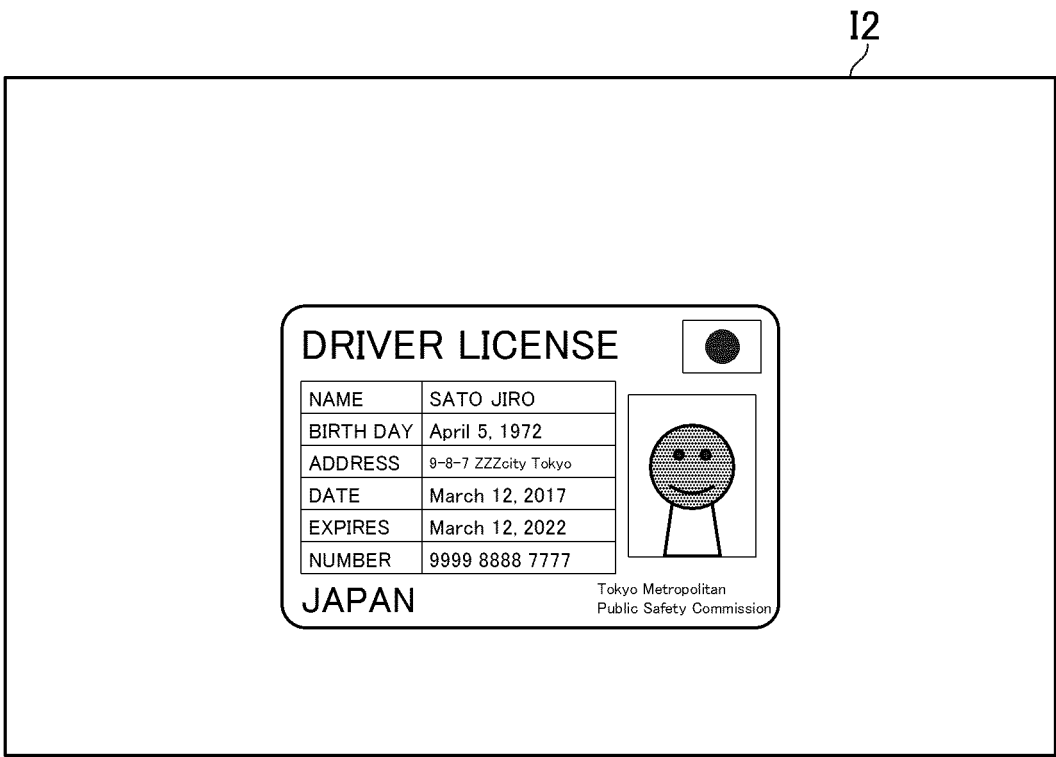 I2
DRIVER LICENSE
NAME SATO JIRO
BIRTH DAY April 5, 1972
ADDRESS 9-8-7 ZZZcity Tokyo
DATE March 12, 2017
EXPIRES March 12, 2022
NUMBER 9999 8888 7777
JAPAN
Tokyo Metropolitan
Public Safety Commission